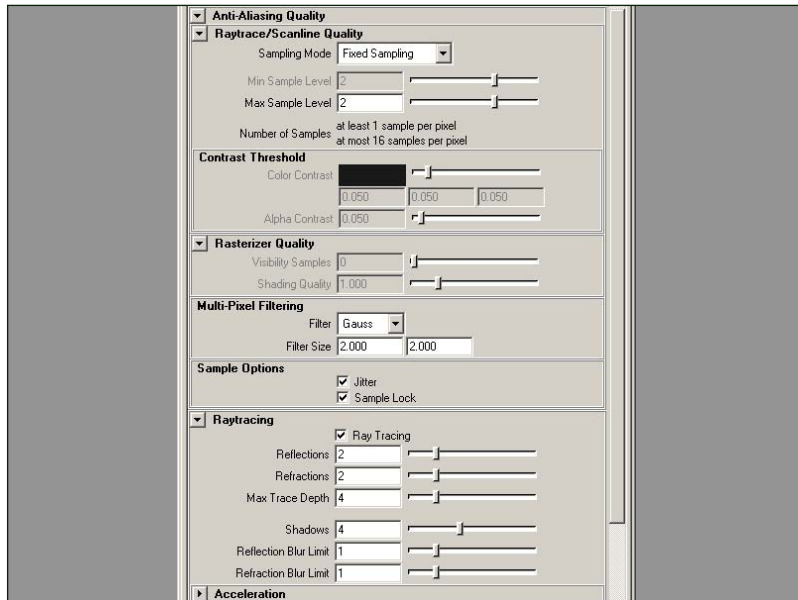 Anti-Aliasing Quality
Raytrace/Scanline Quality
Sampling Mode Fixed Sampling
Min Sample Level 2
Max Sample Level 2
Number of Samples at least 1 sample per pixel
at most 16 samples per pixel
Contrast Threshold
Color Contrast
0.050 0.050 0.050
Alpha Contrast 0.050
Rasterizer Quality
Visibility Samples 0
Shading Quality 1.000
Multi-Pixel Filtering
Filter Gauss
Filter Size 2.000 2.000
Sample Options
Jitter
Sample Lock
Raytracing
Ray Tracing
Reflections 2
Refractions 2
Max Trace Depth 4
Shadows 4
Reflection Blur Limit 1
Refraction Blur Limit 1
Acceleration